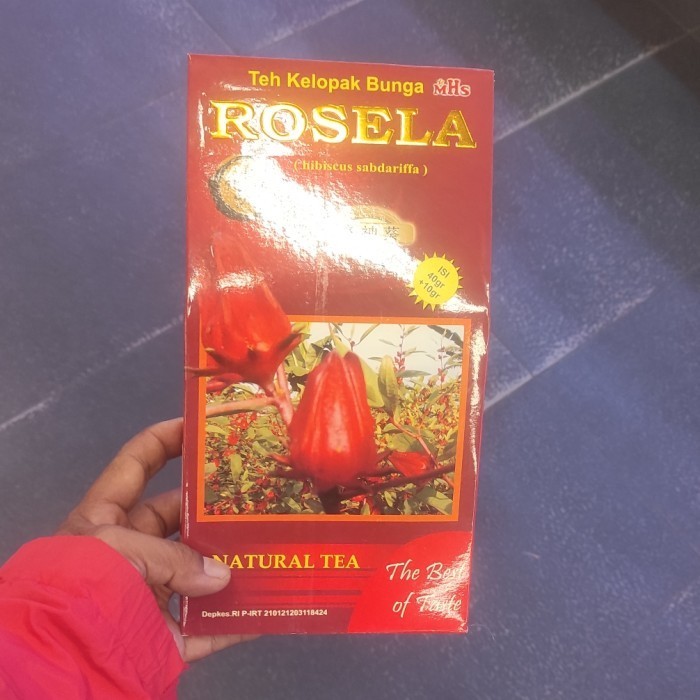 Teh Kelopak Bunga MHS
ROSELA
( hibiscus sabdariffa )
ISI
40gr
+10gr
NATURAL TEA
The Best
of Taste
Depkes.RI P-IRT 210121203118424